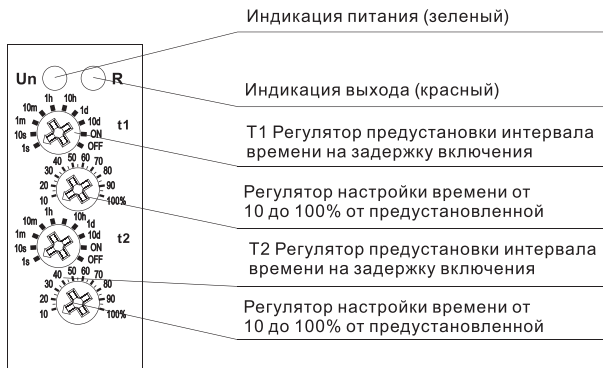 Индикация питания (зеленый)
Un
R
Индикация выхода (красный)
1s 10s 1m 10m 1h 10h 1d 10d ON OFF
t1
T1 Регулятор предустановки интервала
времени на задержку включения
10 20 30 40 50 60 70 80 90 100%
Регулятор настройки времени от
10 до 100% от предустановленной
1s 10s 1m 10m 1h 10h 1d 10d ON OFF
t2
T2 Регулятор предустановки интервала
времени на задержку включения
10 20 30 40 50 60 70 80 90 100%
Регулятор настройки времени от
10 до 100% от предустановленной